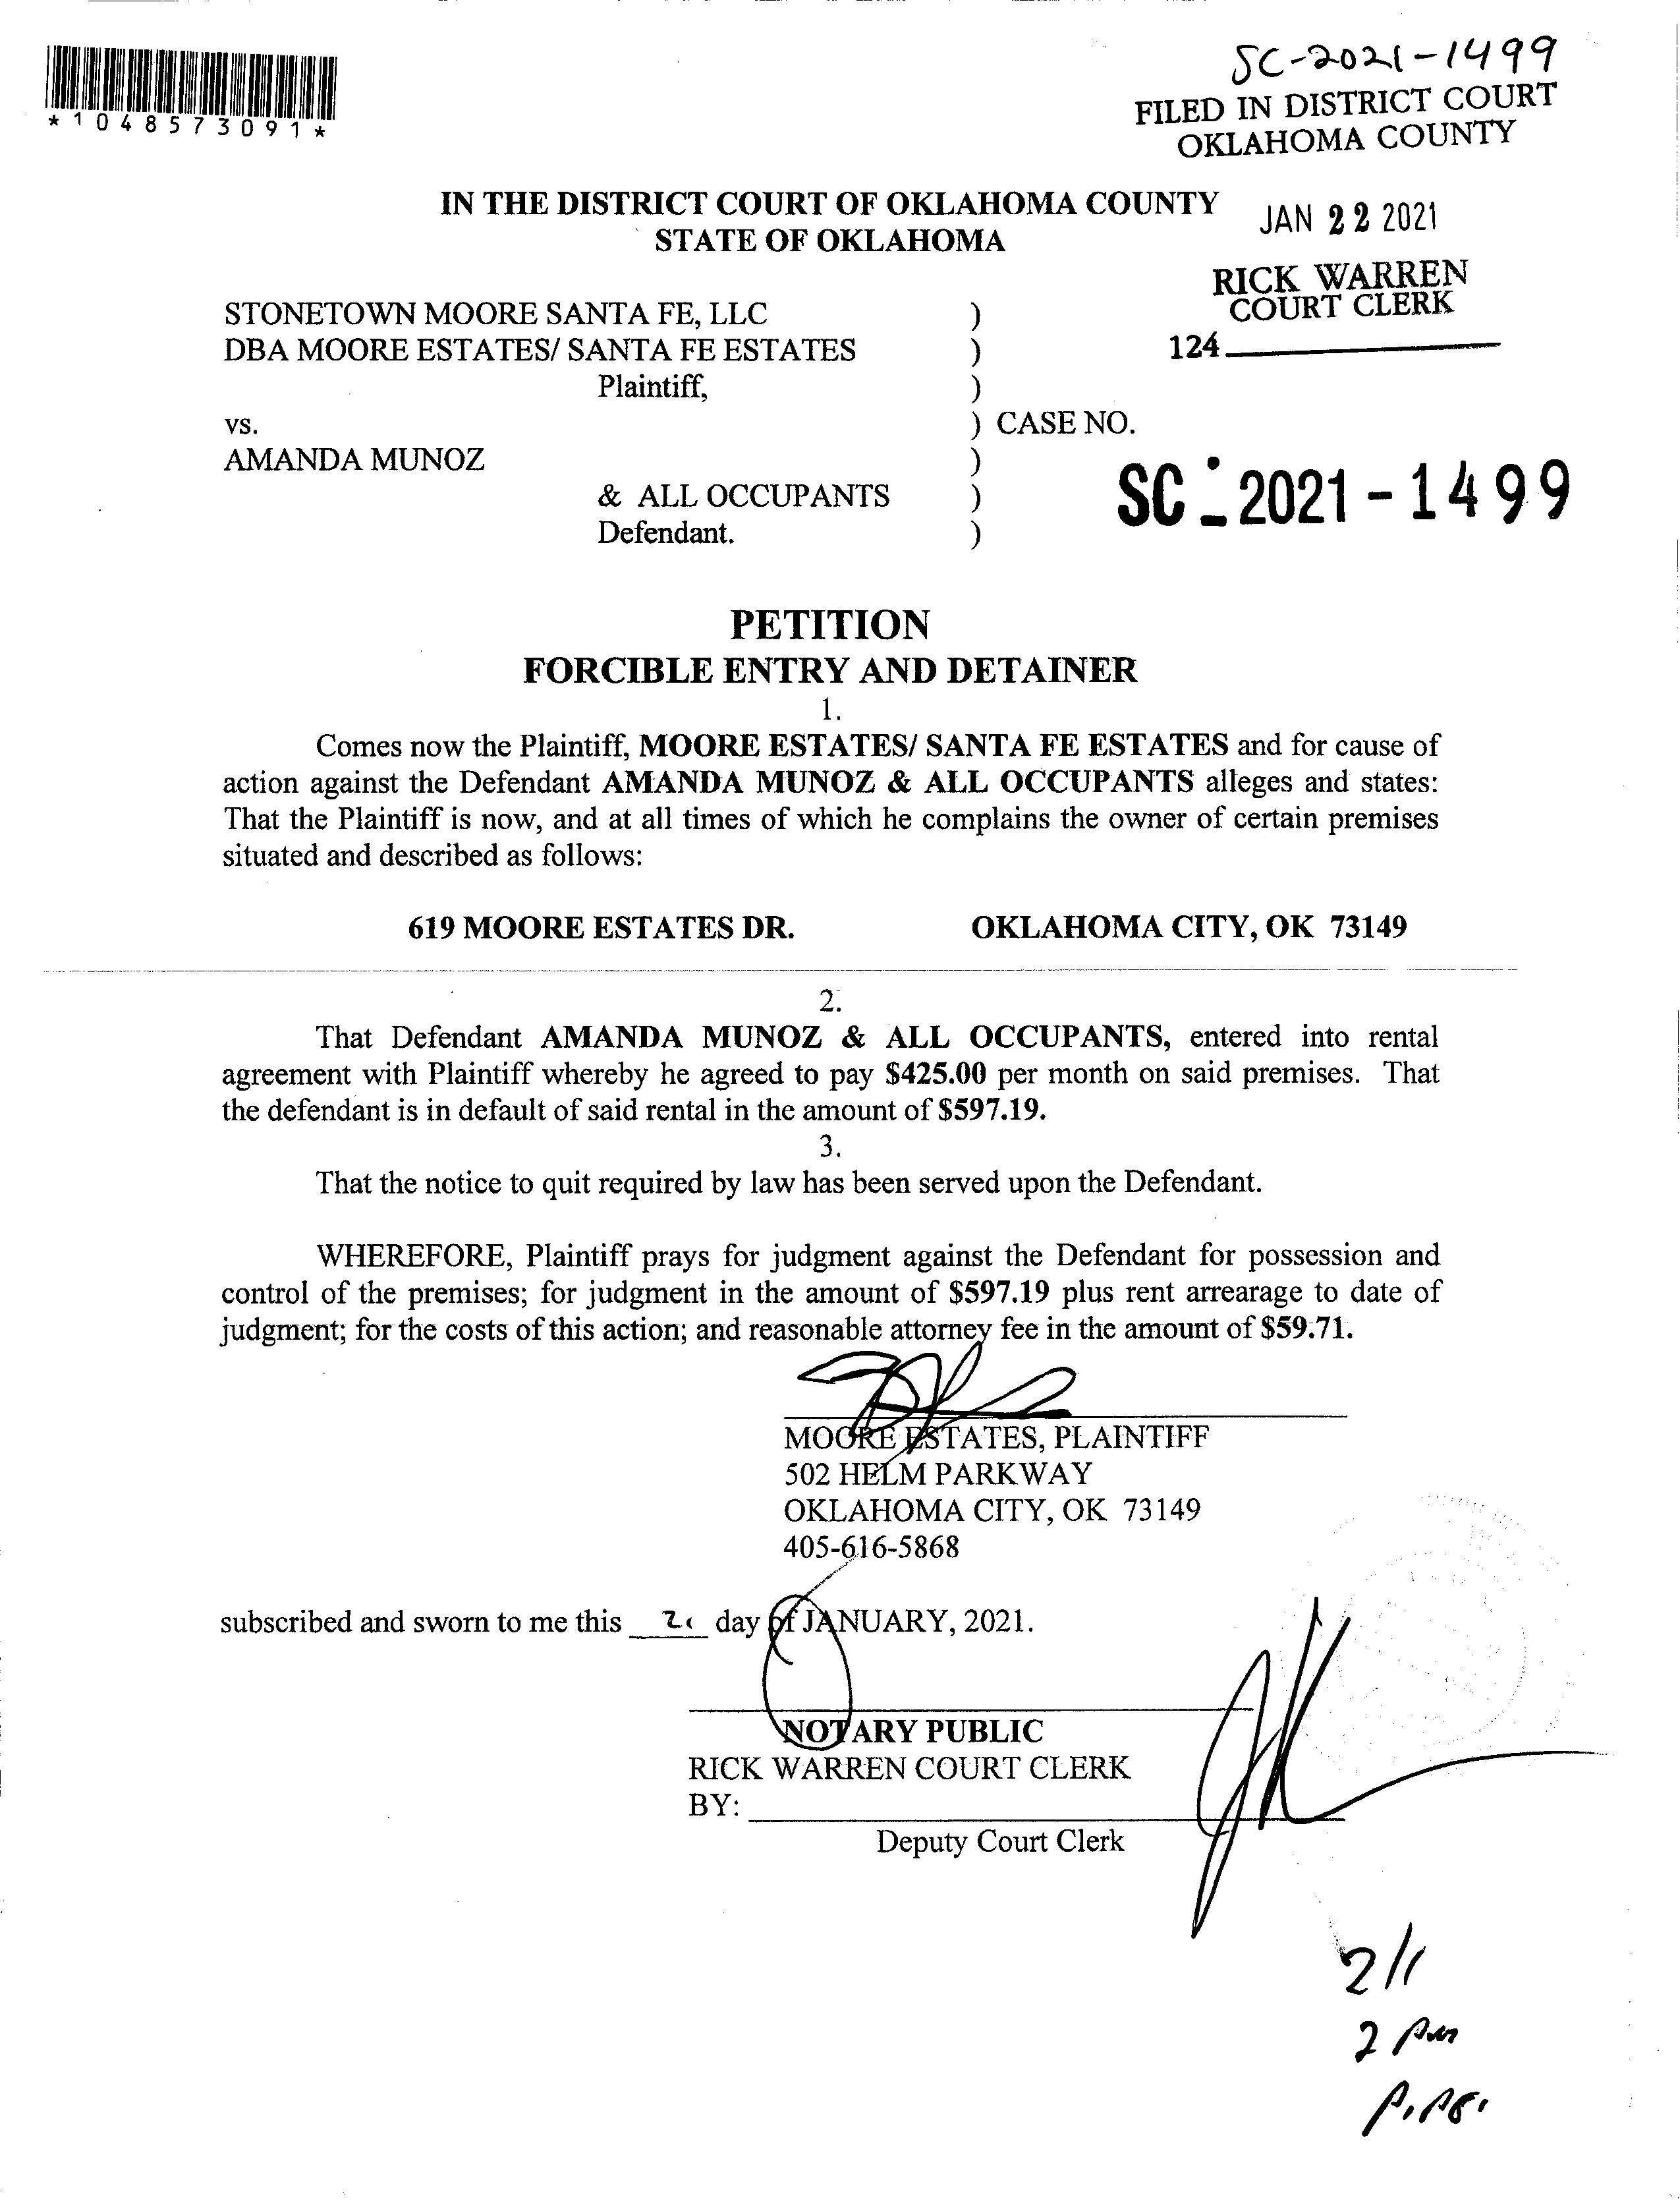 SC-2021-1499
*1048573091*
FILED IN DISTRICT COURT
OKLAHOMA COUNTY
IN THE DISTRICT COURT OF OKLAHOMA COUNTY
STATE OF OKLAHOMA
JAN 22 2021
RICK WARREN
COURT CLERK
124
STONETOWN MOORE SANTA FE, LLC )
DBA MOORE ESTATES/ SANTA FE ESTATES )
Plaintiff, )
vs. ) CASE NO.
AMANDA MUNOZ )
& ALL OCCUPANTS )
Defendant. )
SC - 2021 - 1499
PETITION
FORCIBLE ENTRY AND DETAINER
1.
Comes now the Plaintiff, MOORE ESTATES/ SANTA FE ESTATES and for cause of
action against the Defendant AMANDA MUNOZ & ALL OCCUPANTS alleges and states:
That the Plaintiff is now, and at all times of which he complains the owner of certain premises
situated and described as follows:
619 MOORE ESTATES DR. OKLAHOMA CITY, OK 73149
2.
That Defendant AMANDA MUNOZ & ALL OCCUPANTS, entered into rental
agreement with Plaintiff whereby he agreed to pay $425.00 per month on said premises. That
the defendant is in default of said rental in the amount of $597.19.
3.
That the notice to quit required by law has been served upon the Defendant.
WHEREFORE, Plaintiff prays for judgment against the Defendant for possession and
control of the premises; for judgment in the amount of $597.19 plus rent arrearage to date of
judgment; for the costs of this action; and reasonable attorney fee in the amount of $59.71.
MOORE ESTATES, PLAINTIFF
502 HELM PARKWAY
OKLAHOMA CITY, OK 73149
405-616-5868
subscribed and sworn to me this 21 day of JANUARY, 2021.
NOTARY PUBLIC
RICK WARREN COURT CLERK
BY:
Deputy Court Clerk
2/1
2 pm